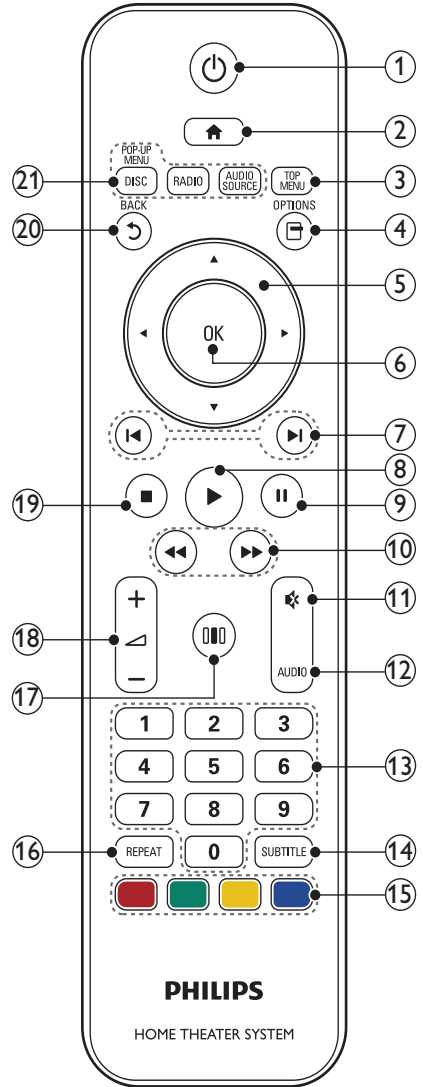 1
2
POP-UP
MENU
21
DISC
RADIO
AUDIO
SOURCE
TOP
MENU
3
20
BACK
OPTIONS
4
5
OK
6
7
8
19
9
10
+
11
18
AUDIO
12
−
17
1 2 3
4 5 6
13
7 8 9
16
REPEAT
0
SUBTITLE
14
15
PHILIPS
HOME THEATER SYSTEM